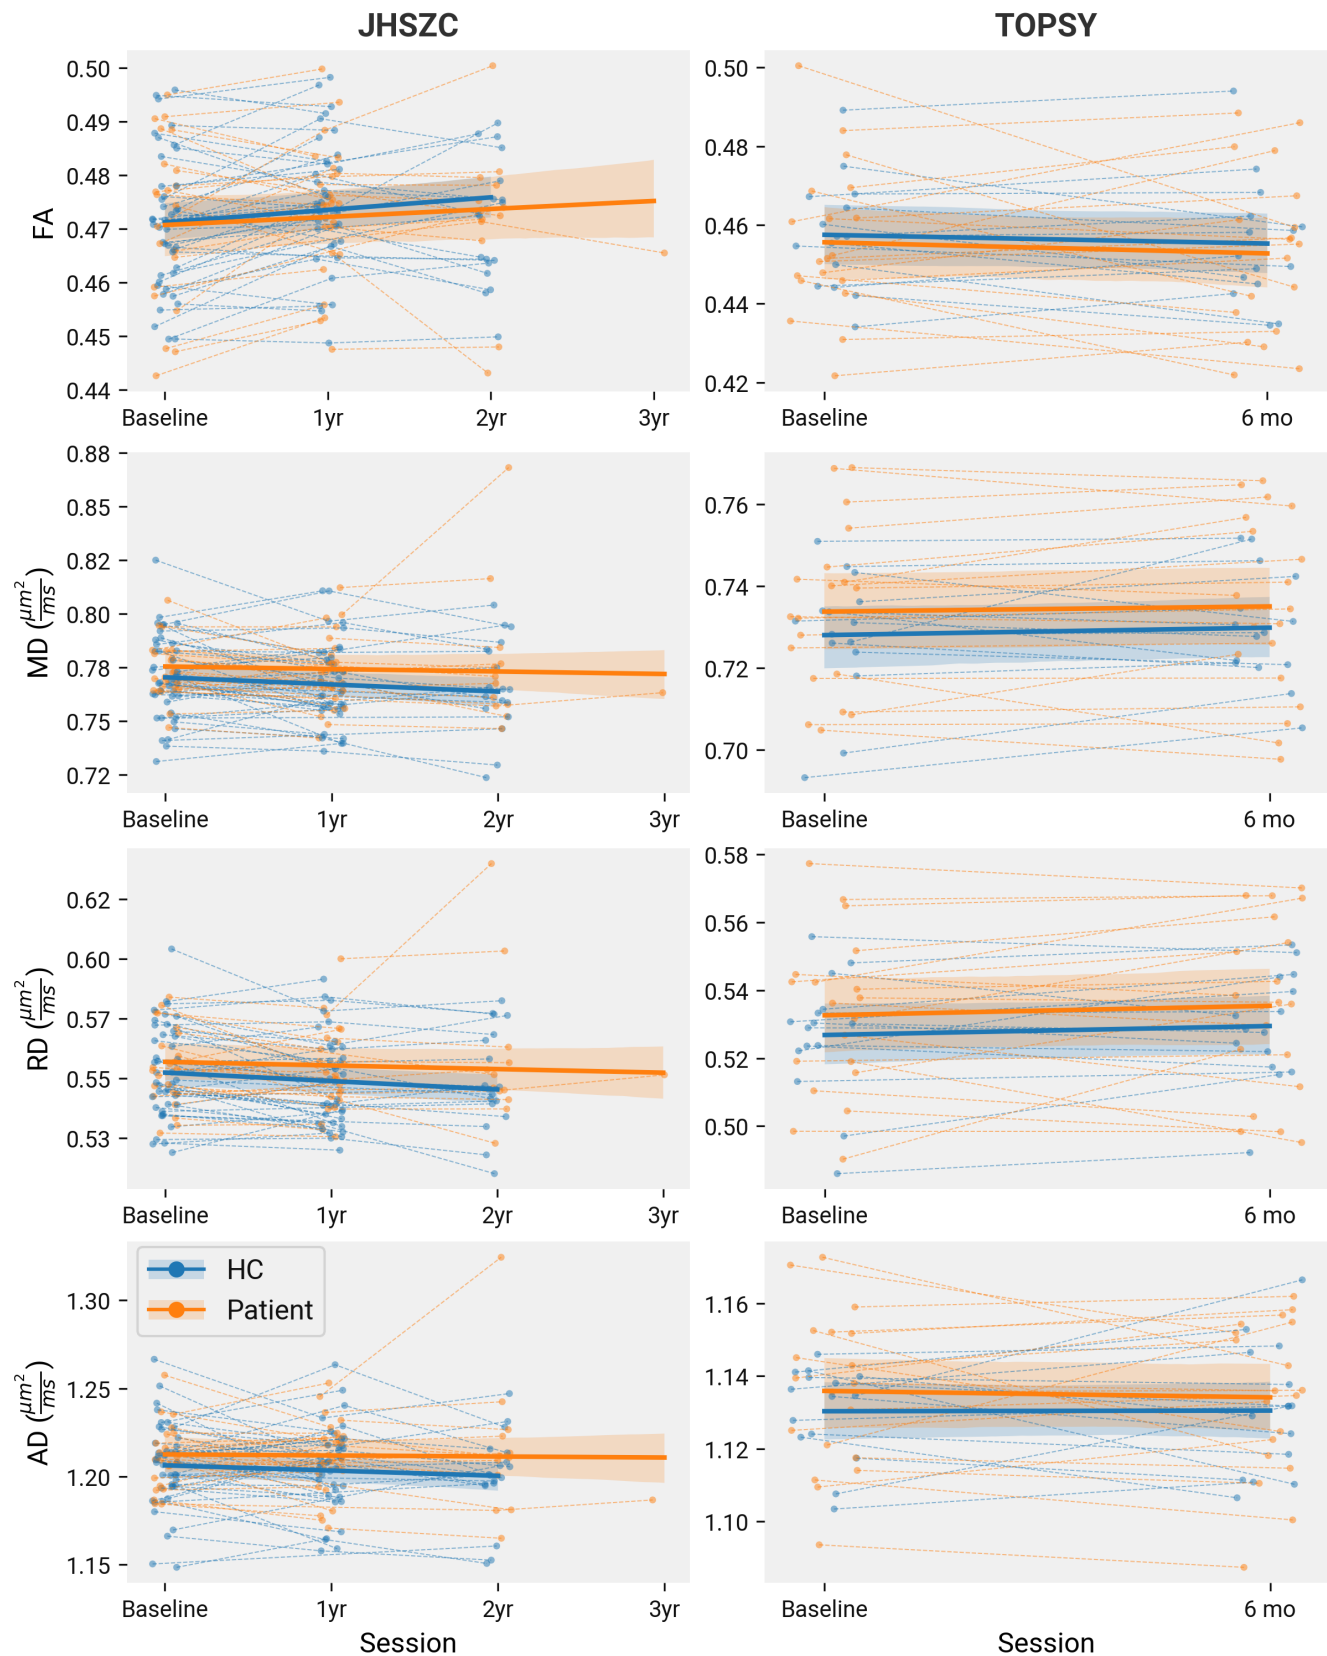 JHSZC TOPSY
FA
0.50
0.49
0.48
0.47
0.46
0.45
0.44
Baseline 1yr 2yr 3yr
0.50
0.48
0.46
0.44
0.42
Baseline 6 mo
MD (μm²/ms)
0.88
0.85
0.82
0.80
0.78
0.75
0.72
Baseline 1yr 2yr 3yr
0.76
0.74
0.72
0.70
Baseline 6 mo
RD (μm²/ms)
0.62
0.60
0.57
0.55
0.53
Baseline 1yr 2yr 3yr
0.58
0.56
0.54
0.52
0.50
Baseline 6 mo
AD (μm²/ms)
HC
Patient
1.30
1.25
1.20
1.15
Baseline 1yr 2yr 3yr
Session
1.16
1.14
1.12
1.10
Baseline 6 mo
Session